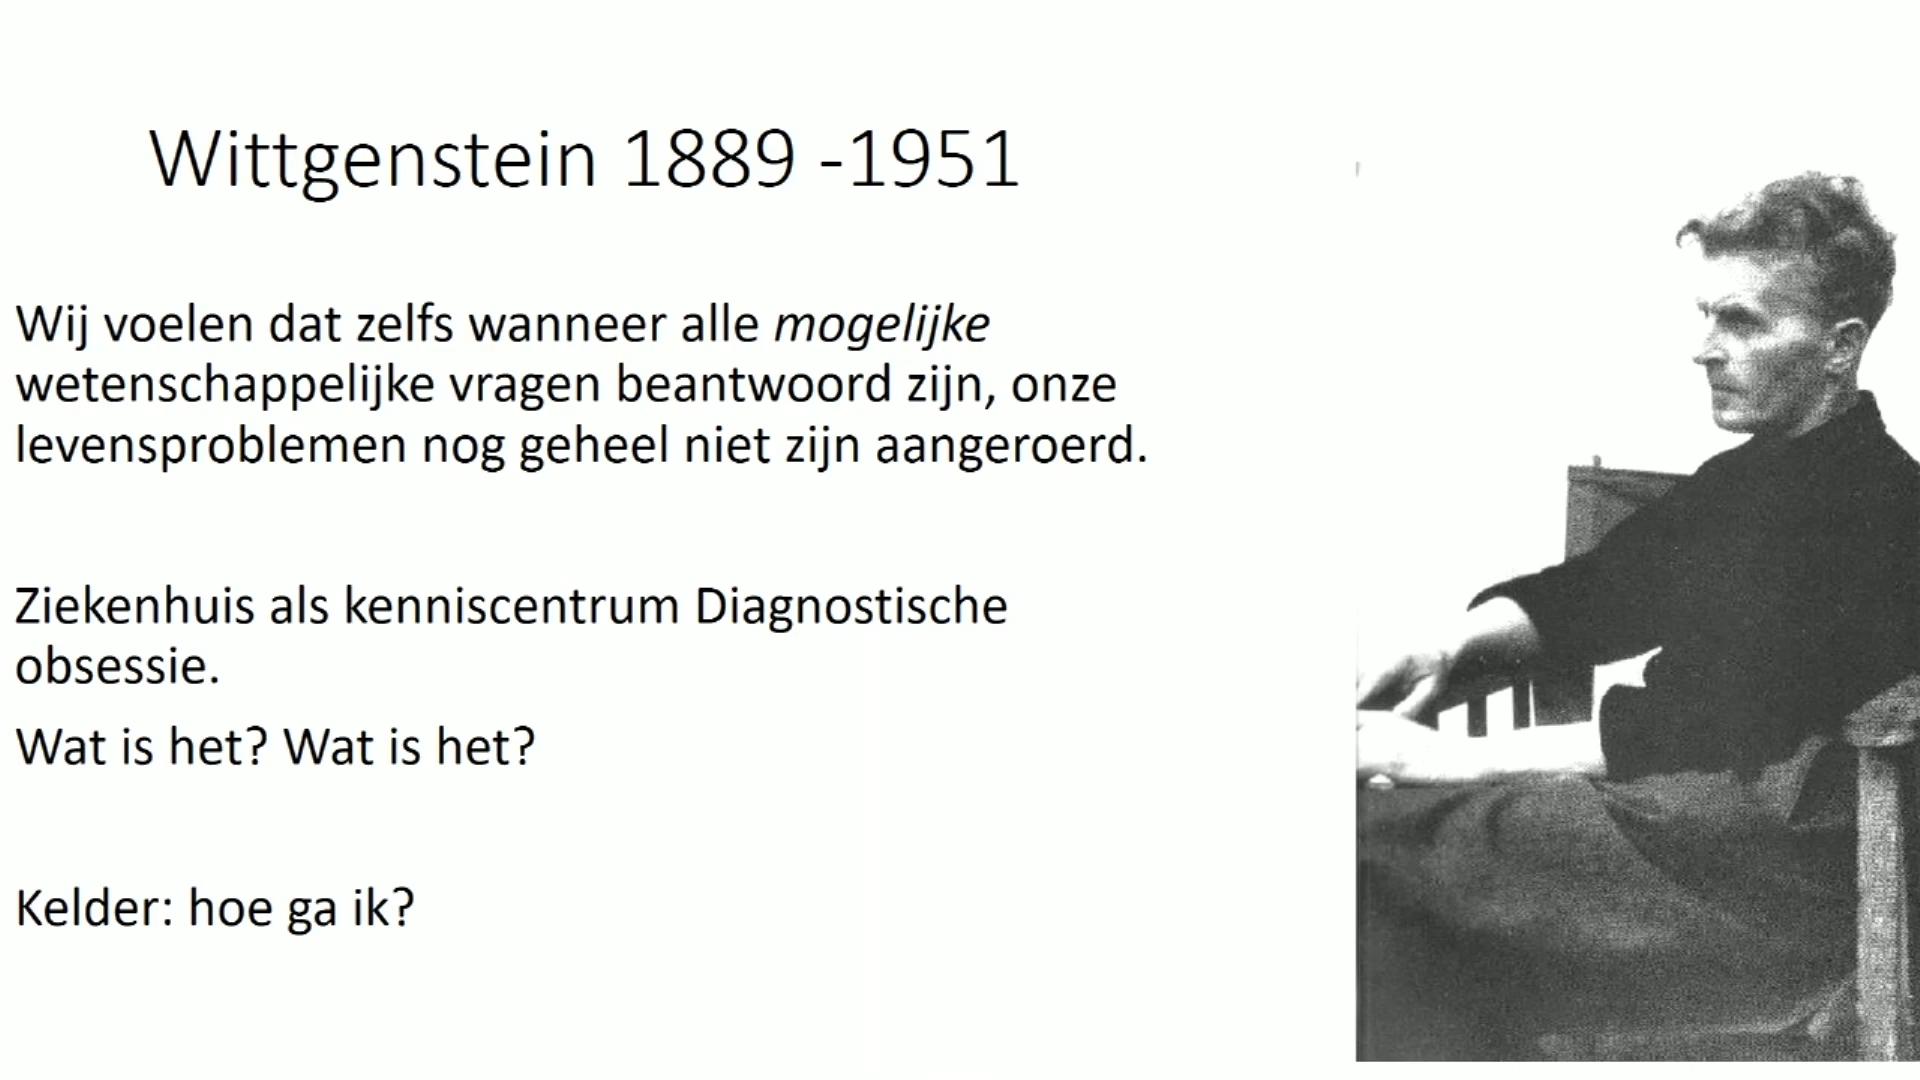 Wittgenstein 1889 -1951
Wij voelen dat zelfs wanneer alle mogelijke
wetenschappelijke vragen beantwoord zijn, onze
levensproblemen nog geheel niet zijn aangeroerd.
Ziekenhuis als kenniscentrum Diagnostische
obsessie.
Wat is het? Wat is het?
Kelder: hoe ga ik?